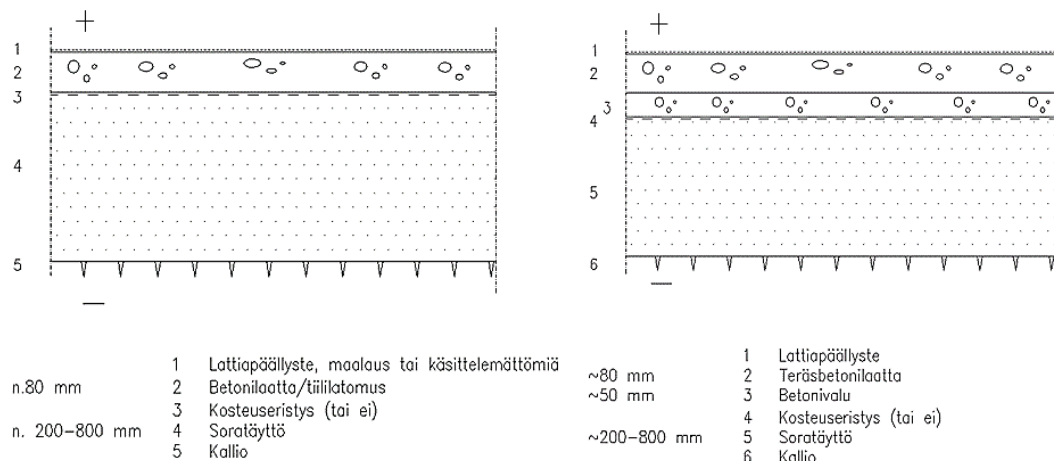 +
1
2
3
4
5
−
1 Lattiapäällyste, maalaus tai käsittelemättömiä
n.80 mm 2 Betonilaatta/tiililatomus
3 Kosteuseristys (tai ei)
n. 200–800 mm 4 Soratäyttö
5 Kallio
+
1
2
3
4
5
6
−
1 Lattiapäällyste
~80 mm 2 Teräsbetonilaatta
~50 mm 3 Betonivalu
4 Kosteuseristys (tai ei)
~200–800 mm 5 Soratäyttö
6 Kallio